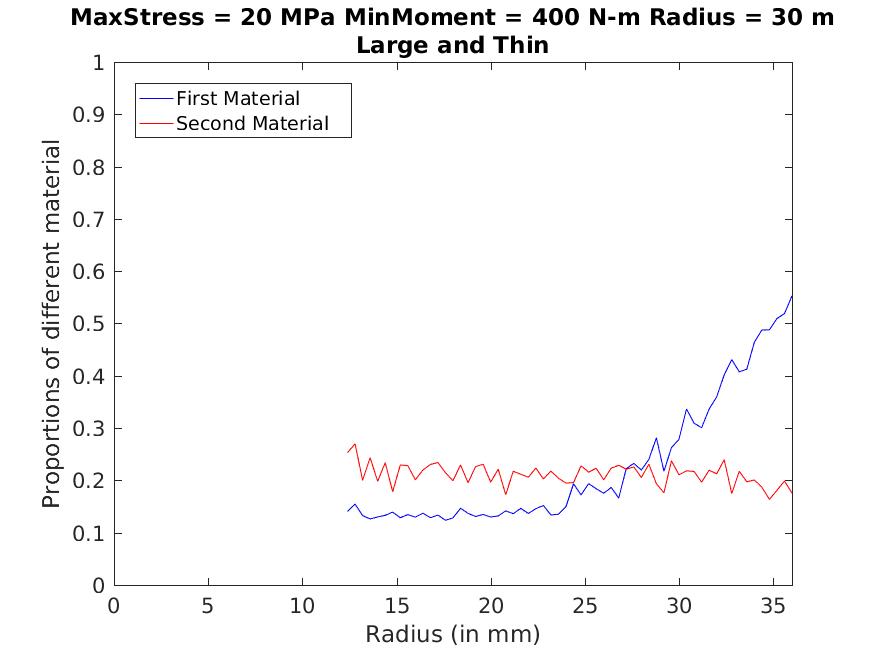 MaxStress = 20 MPa MinMoment = 400 N-m Radius = 30 m
Large and Thin
1
First Material
Second Material
0.9
0.8
0.7
0.6
0.5
0.4
0.3
0.2
0.1
0
Proportions of different material
0 5 10 15 20 25 30 35
Radius (in mm)